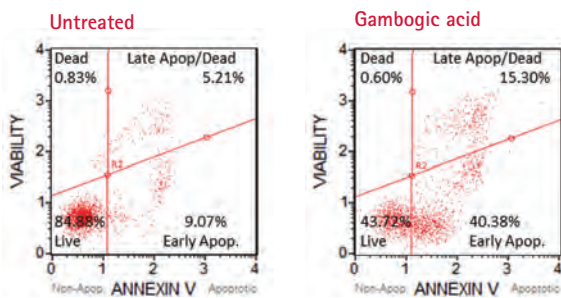 Untreated
Dead
0.83%
Late Apop/Dead
5.21%
VIABILITY
4
3
2
1
0
R2
84.88%
Live
9.07%
Early Apop.
0 1 2 3 4
Non-Apop. ANNEXIN V Apoptotic
Gambogic acid
Dead
0.60%
Late Apop/Dead
15.30%
VIABILITY
4
3
2
1
0
R2
43.72%
Live
40.38%
Early Apop.
0 1 2 3 4
Non-Apop. ANNEXIN V Apoptotic